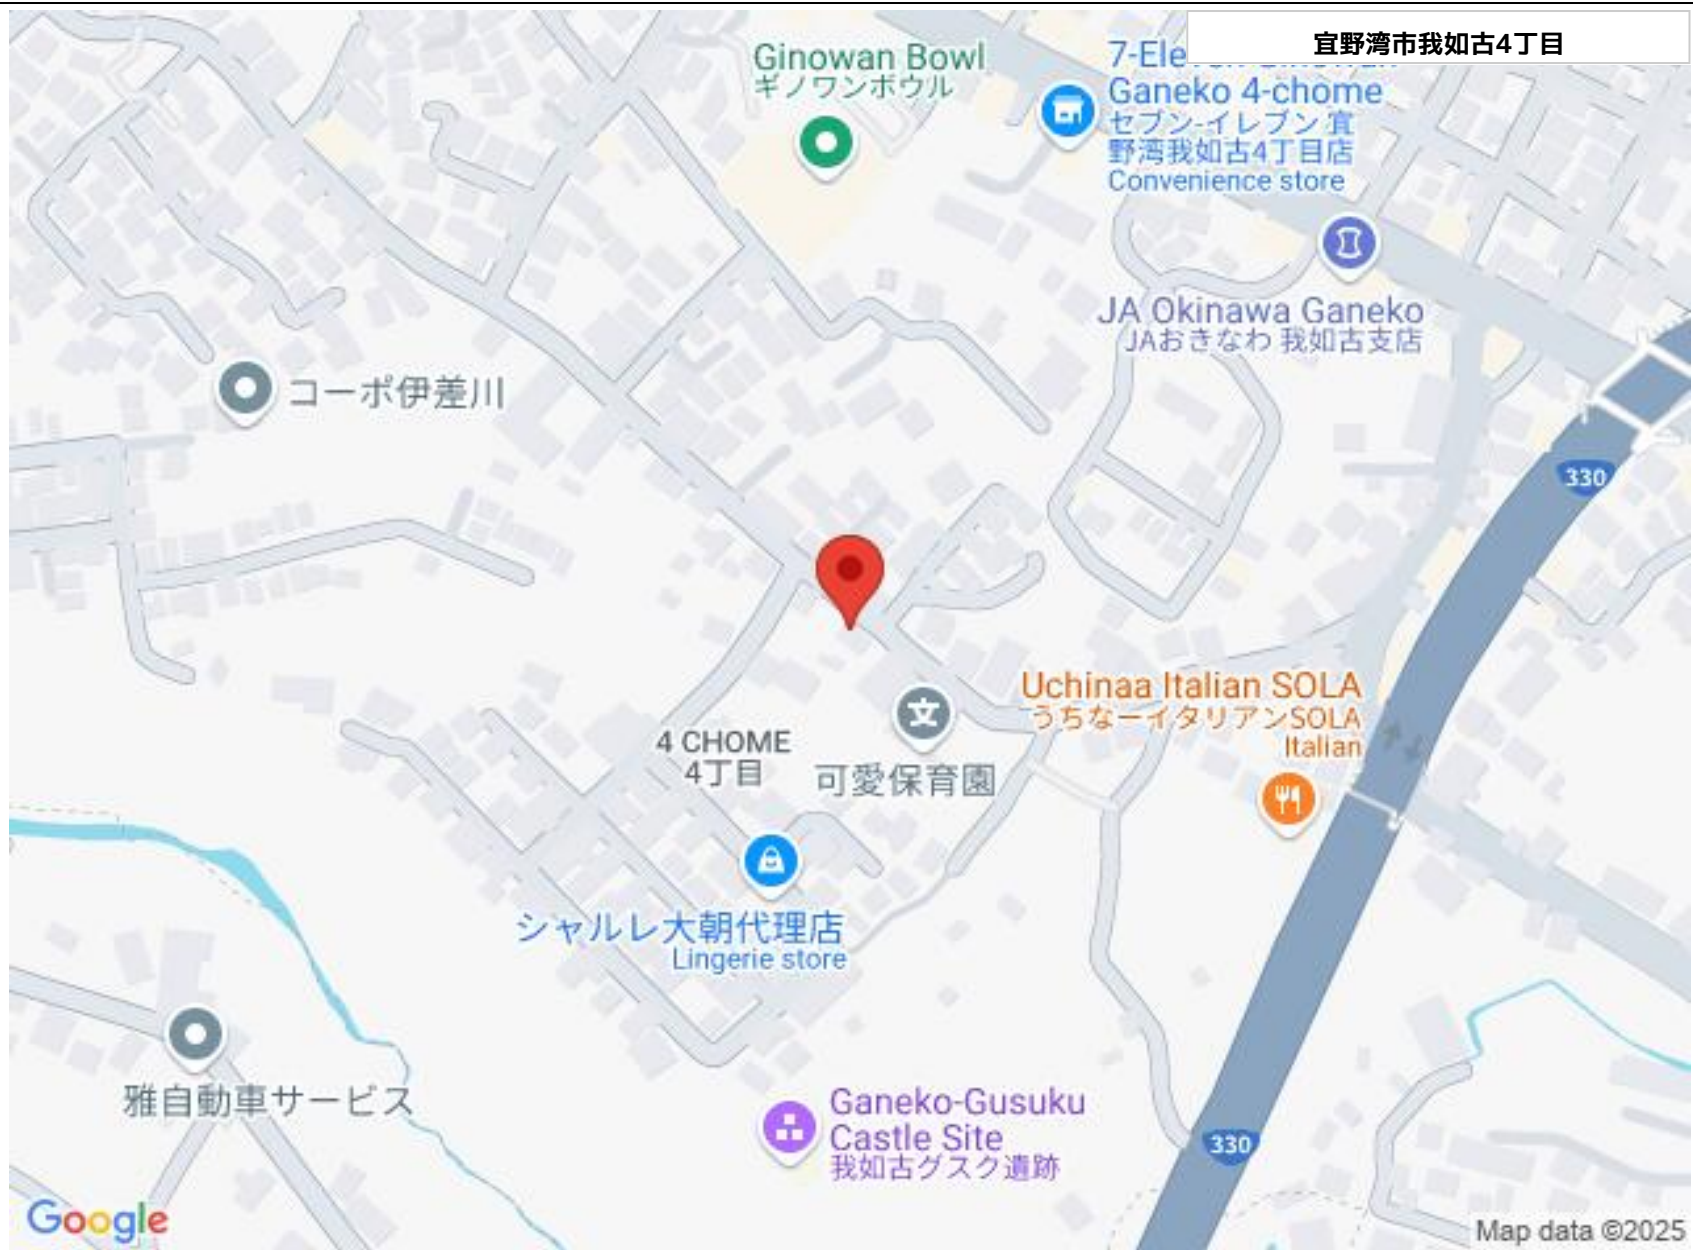 宜野湾市我如古4丁目
Ginowan Bowl
ギノワンボウル
Ganeko 4-chome
セブン-イレブン 宜
野湾我如古4丁目店
Convenience store
JA Okinawa Ganeko
JAおきなわ 我如古支店
コーポ伊差川
330
Uchinaa Italian SOLA
うちなーイタリアンSOLA
Italian
文
4 CHOME
4丁目
可愛保育園
シャルレ大朝代理店
Lingerie store
雅自動車サービス
Ganeko-Gusuku
Castle Site
我如古グスク遺跡
330
Google
Map data ©2025